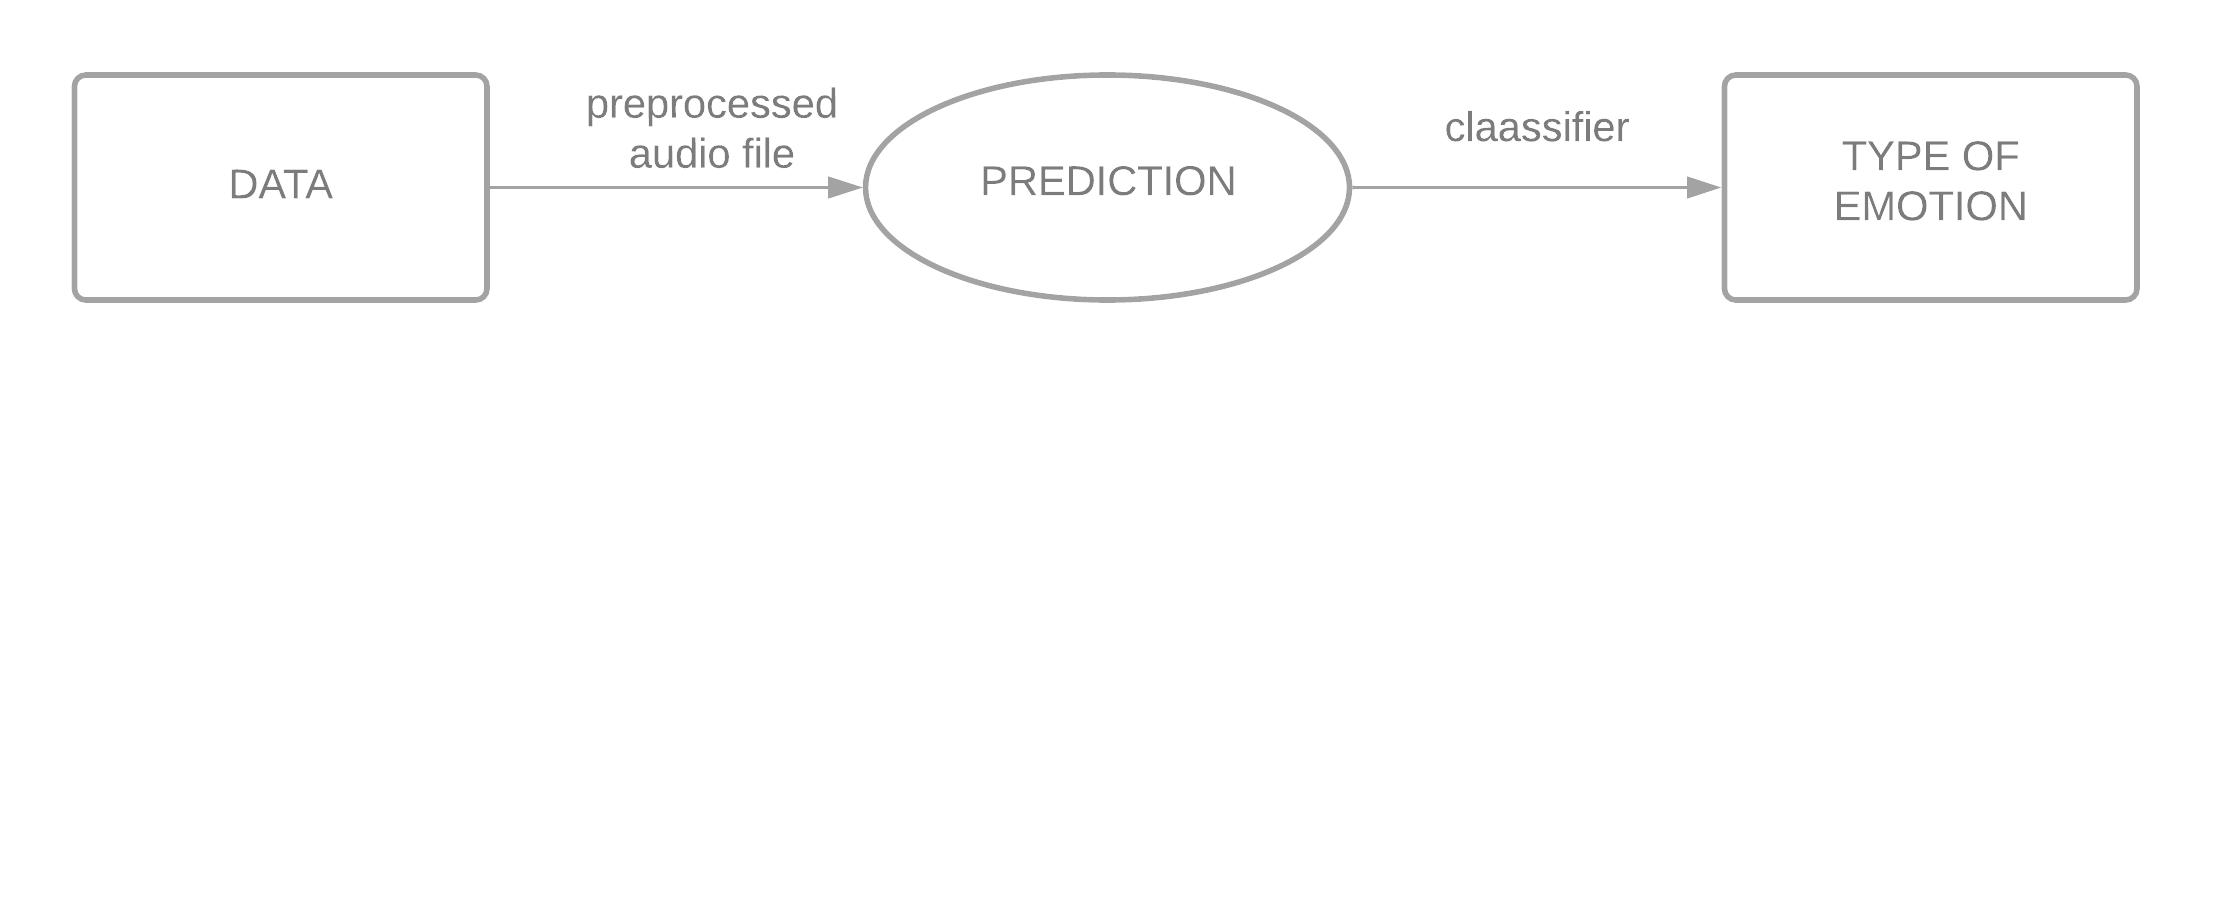 DATA
preprocessed
audio file
PREDICTION
claassifier
TYPE OF
EMOTION